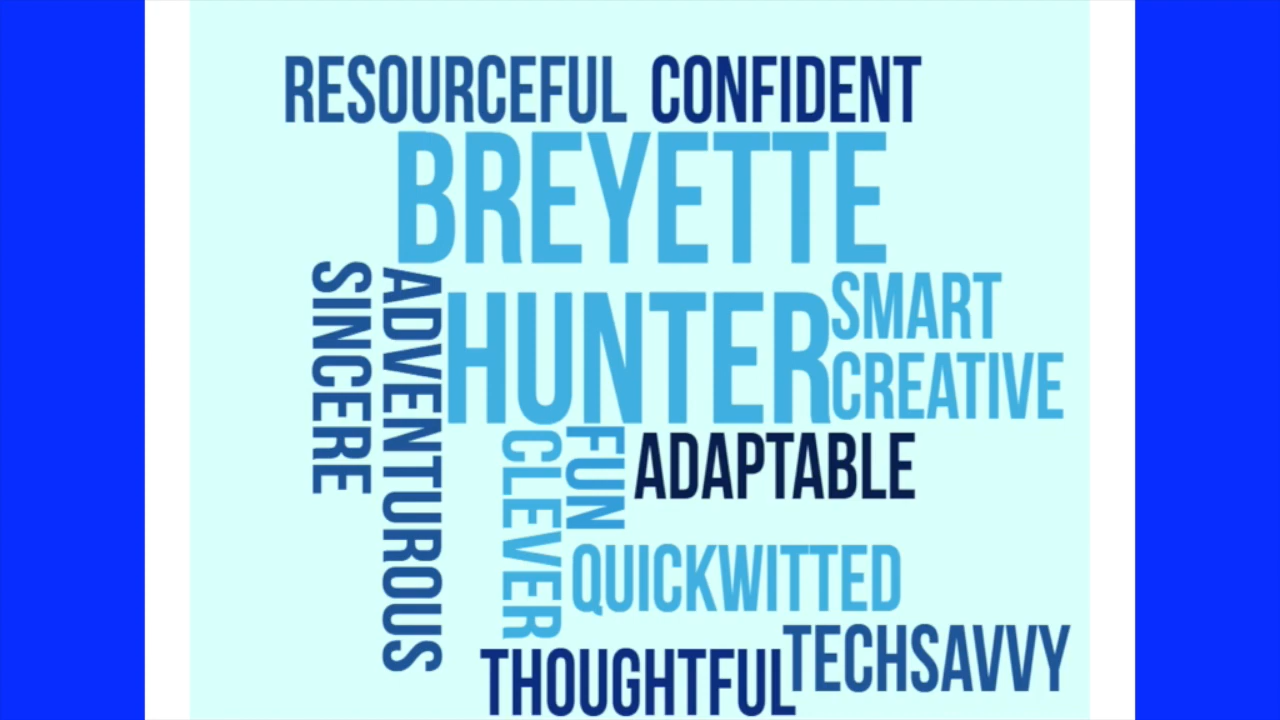 RESOURCEFUL CONFIDENT
BREYETTE
SINCERE
ADVENTUROUS
HUNTER
SMART
CREATIVE
CLEVER
FUN
ADAPTABLE
QUICKWITTED
TECHSAVVY
THOUGHTFUL